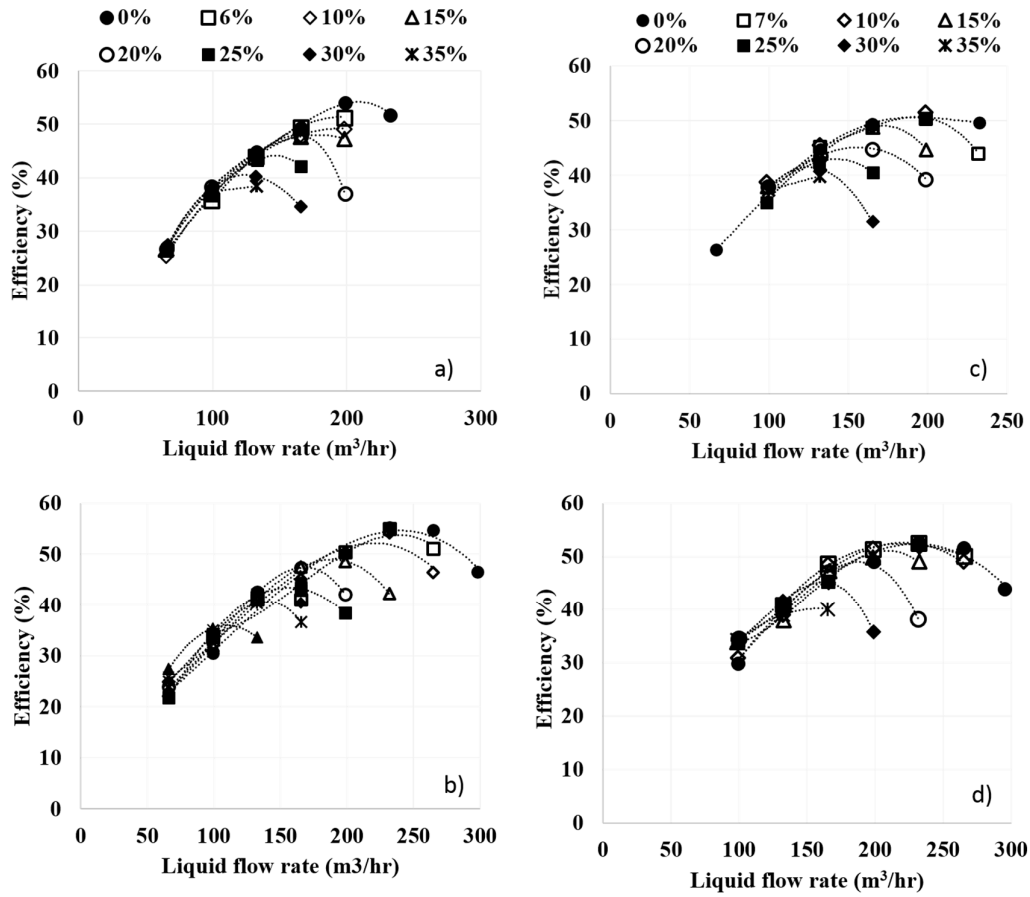 0% 6% 10% 15%
20% 25% 30% 35%
60
50
40
30
20
10
0
Efficiency (%)
0 100 200 300
Liquid flow rate (m³/hr)
a)
0% 7% 10% 15%
20% 25% 30% 35%
60
50
40
30
20
10
0
Efficiency (%)
0 50 100 150 200 250
Liquid flow rate (m³/hr)
c)
60
50
40
30
20
10
0
Efficiency (%)
0 50 100 150 200 250 300
Liquid flow rate (m3/hr)
b)
60
50
40
30
20
10
0
Efficiency (%)
0 50 100 150 200 250 300
Liquid flow rate (m³/hr)
d)